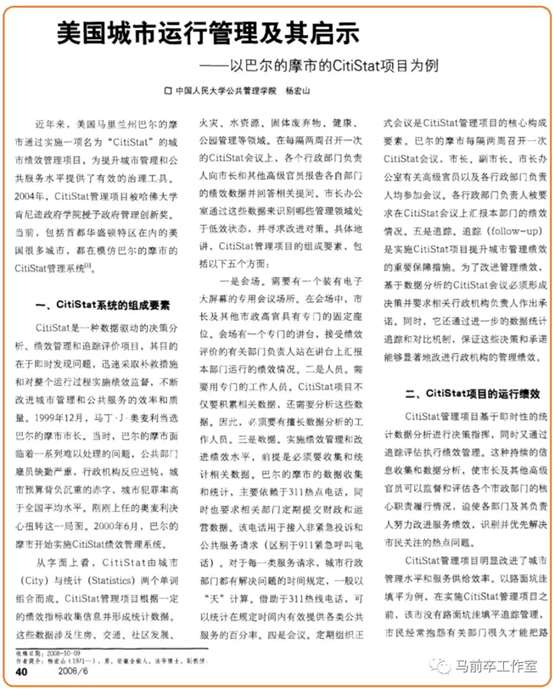 美国城市运行管理及其启示
——以巴尔的摩市的CitiStat项目为例
口 中国人民大学公共管理学院 杨宏山
近年来，美国马里兰州巴尔的摩
市通过实施一项名为“CitiStat”的城
市绩效管理项目，为提升城市管理和公
共服务水平提供了有效的治理工具。
2004年，CitiStat管理项目被哈佛大学
肯尼迪政府学院授予政府管理创新奖。
当前，包括首都华盛顿特区在内的美
国很多城市，都在模仿巴尔的摩市的
CitiStat管理系统[1]。
一、CitiStat系统的组成要素
CitiStat是一种数据驱动的决策分
析、绩效管理和追踪评价项目，其目的
在于即时发现问题，迅速采取补救措施
和对整个运行过程实施绩效监督，不断
改进城市管理和公共服务的效率和质
量。1999年12月，马丁·J·奥麦利当选
巴尔的摩市市长。当时，巴尔的摩市面
临着一系列难以处理的问题，公共部门
雇员缺勤严重，行政机构反应迟钝，城
市预算背负沉重的赤字，城市犯罪率高
于全国平均水平。刚刚上任的奥麦利决
心扭转这一局面。2000年6月，巴尔的
摩市开始实施CitiStat绩效管理系统。
从字面上看，CitiStat由城市
（City）与统计（Statistics）两个单词
组合而成。CitiStat管理项目根据一定
的绩效指标收集信息并形成统计数据。
这些数据涉及住房、交通、社区发展、
收稿日期：2008-10-09
作者简介：杨宏山（1971—），男，安徽全椒人，法学博士，副教授
40 2008/6
火灾、水资源、固体废弃物、健康、
公园管理等领域。在每隔两周召开一次
的CitiStat会议上，各个行政部门负责
人向市长和其他高级官员报告各自部门
的绩效数据并回答相关提问。市长办公
室通过这些数据来识别哪些管理领域处
于低效状态，并寻求改进对策。具体地
讲，CitiStat管理项目的组成要素，包
括以下五个方面：
一是会场。需要有一个装有电子
大屏幕的专用会议场所。在会场中，市
长及其他市政高官具有专门的固定座
位。会场有一个专门的讲台，接受绩效
评价的有关部门负责人站在讲台上汇报
本部门运行的绩效情况。二是人员。需
要用专门的工作人员。CitiStat项目不
仅要积累相关数据，还需要分析这些数
据。因此，必须要有擅长数据分析的工
作人员。三是数据。实施绩效管理和改
进绩效水平，前提是必须要收集和统
计相关数据。巴尔的摩市的数据收集
和统计，主要依赖于311热点电话，同
时也要求相关部门定期提交财政和运
营数据。该电话用于接入非紧急投诉和
公共服务请求（区别于911紧急呼叫电
话）。对于每一类服务请求，城市行政
部门都有解决问题的时间规定，一般以
“天”计算。借助于311热线电话，可
以统计在规定时间内有效提供各类公共
服务的百分率。四是会议。定期组织正
式会议是CitiStat管理项目的核心构成
要素。巴尔的摩市每隔两周召开一次
CitiStat会议，市长、副市长、市长办
公室有关高级官员以及各行政部门负责
人均参加会议。各行政部门负责人被要
求在CitiStat会议上汇报本部门的绩效
情况。五是追踪。追踪（follow-up）
是实施CitiStat项目提升城市管理绩效
的重要保障措施。为了改进管理绩效，
基于数据分析的CitiStat会议必须形成
决策并要求相关行政机构负责人作出承
诺。同时，它还通过进一步的数据统计
追踪和对比机制，保证这些决策和承诺
能够显著地改进行政机构的管理绩效。
二、CitiStat项目的运行绩效
CitiStat管理项目基于即时性的统
计数据分析进行决策指挥，同时又通过
追踪评估执行绩效管理。这种持续的信
息收集和数据分析，使市长及其他高级
官员可以监督和评估各个市政部门的核
心职责履行情况，迫使各部门及其负责
人努力改进服务绩效，识别并优先解决
市民关注的热点问题。
CitiStat管理项目明显改进了城市
管理水平和服务供给效率。以路面坑洼
填平为例，在实施CitiStat管理项目之
前，该市没有路面坑洼填平追踪管理，
市民经常抱怨有关部门很久才能把路
马前卒工作室